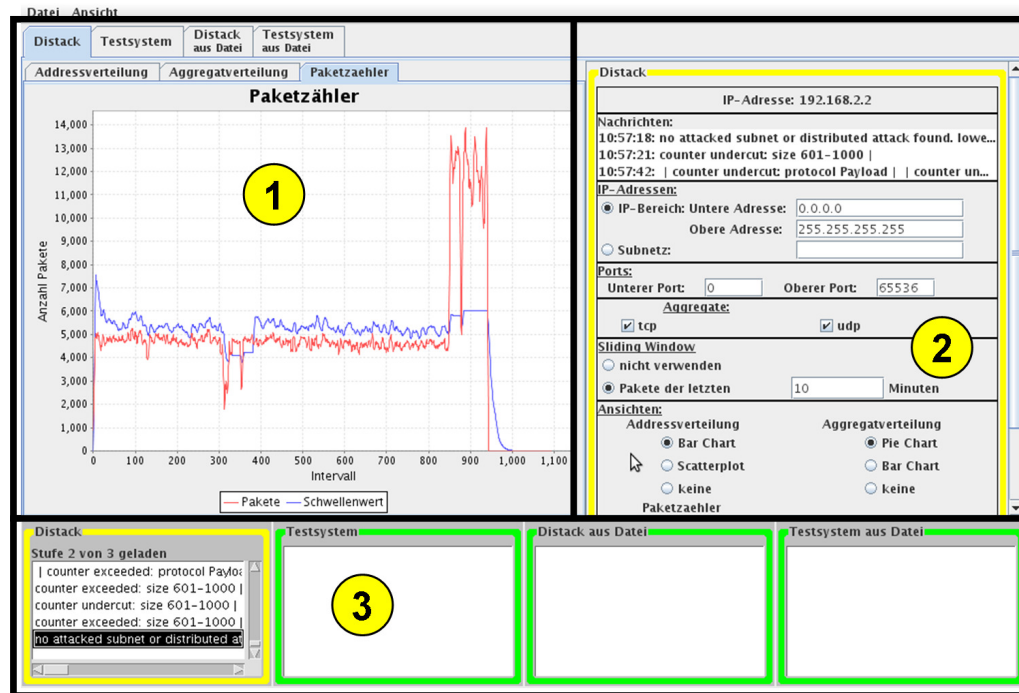 Datei Ansicht
Distack Testsystem Distack aus Datei Testsystem aus Datei
Addressverteilung Aggregatverteilung Paketzaehler
Paketzähler
14,000
13,000
12,000
11,000
10,000
9,000
8,000
7,000
6,000
5,000
4,000
3,000
2,000
1,000
0
Anzahl Pakete
0 100 200 300 400 500 600 700 800 900 1,000 1,100
Intervall
Pakete Schwellenwert
1
Distack
IP-Adresse: 192.168.2.2
Nachrichten:
10:57:18: no attacked subnet or distributed attack found. lowe...
10:57:21: counter undercut: size 601-1000 |
10:57:42: | counter undercut: protocol Payload | | counter un...
IP-Adressen:
IP-Bereich: Untere Adresse: 0.0.0.0
Obere Adresse: 255.255.255.255
Subnetz:
Ports:
Unterer Port: 0 Oberer Port: 65536
Aggregate:
tcp udp
Sliding Window
nicht verwenden
Pakete der letzten 10 Minuten
2
Ansichten:
Addressverteilung Aggregatverteilung
Bar Chart Pie Chart
Scatterplot Bar Chart
keine keine
Paketzaehler
Distack
Stufe 2 von 3 geladen
| counter exceeded: protocol Payloa
counter exceeded: size 601-1000 |
counter undercut: size 601-1000 |
counter exceeded: size 601-1000 |
no attacked subnet or distributed at
Testsystem
3
Distack aus Datei
Testsystem aus Datei